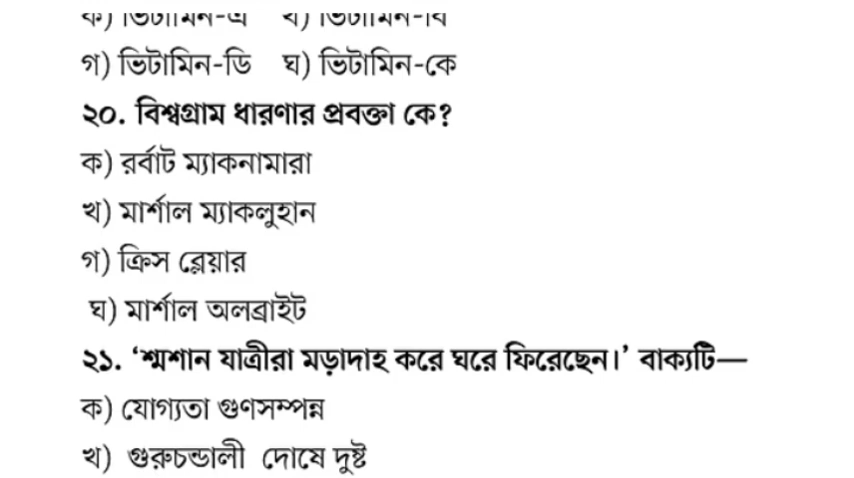 ক) ভিটামিন-এ খ) ভিটামিন-বি
গ) ভিটামিন-ডি ঘ) ভিটামিন-কে
২০. বিশ্বগ্রাম ধারণার প্রবক্তা কে?
ক) রর্বাট ম্যাকনামারা
খ) মার্শাল ম্যাকলুহান
গ) ক্রিস ব্লেয়ার
ঘ) মার্শাল অলব্রাইট
২১. ‘শ্মশান যাত্রীরা মড়াদাহ করে ঘরে ফিরেছেন।’ বাক্যটি—
ক) যোগ্যতা গুণসম্পন্ন
খ) গুরুচন্ডালী দোষে দুষ্ট